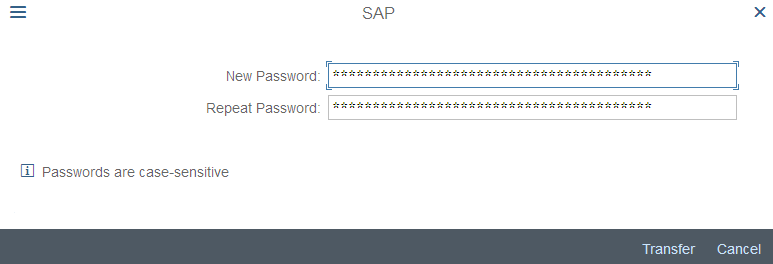 SAP
New Password: ****************************************
Repeat Password: ****************************************
Passwords are case-sensitive
Transfer Cancel